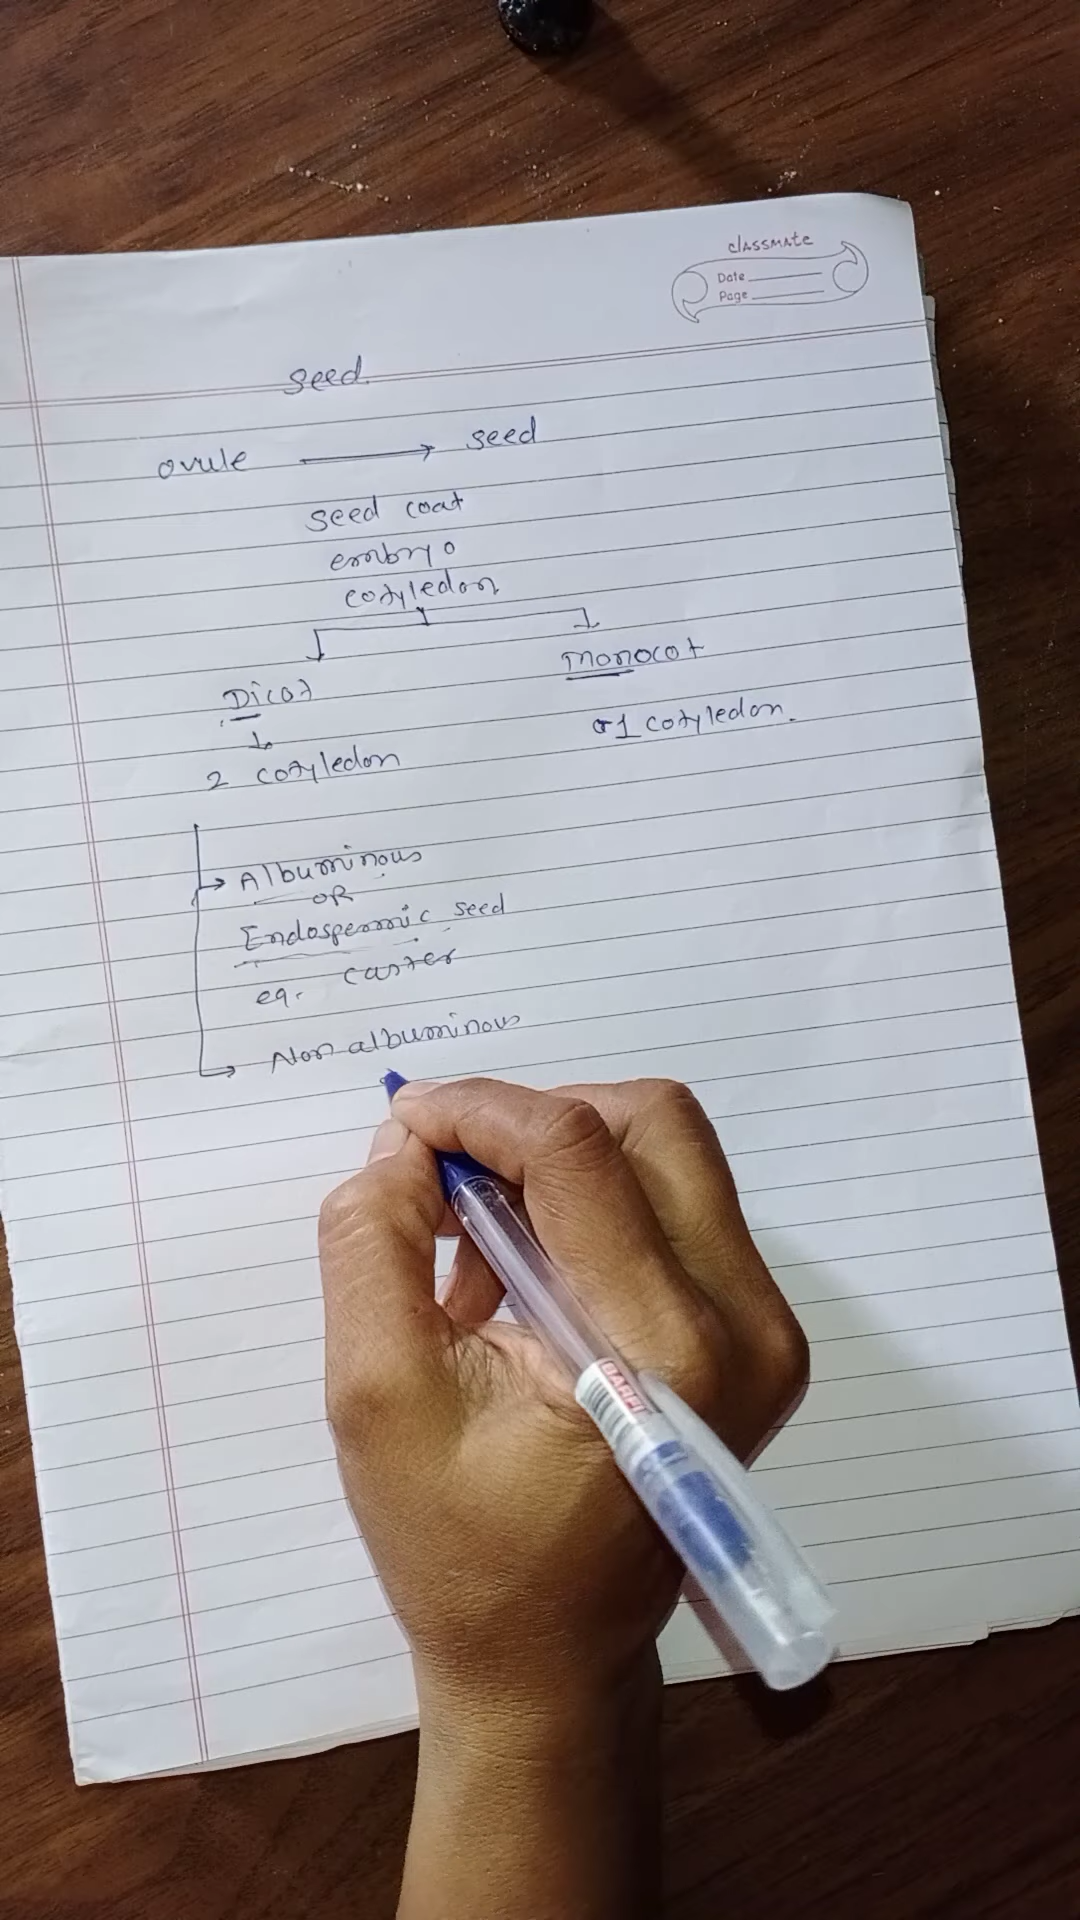 classmate
Date
Page
seed.
ovule → seed
seed coat
embryo
cotyledon
Dicot Monocot
1 cotyledon.
2 cotyledon
→ Albuminous
OR
Endospermic seed
eg. caster
→ Non albuminous
BARFI